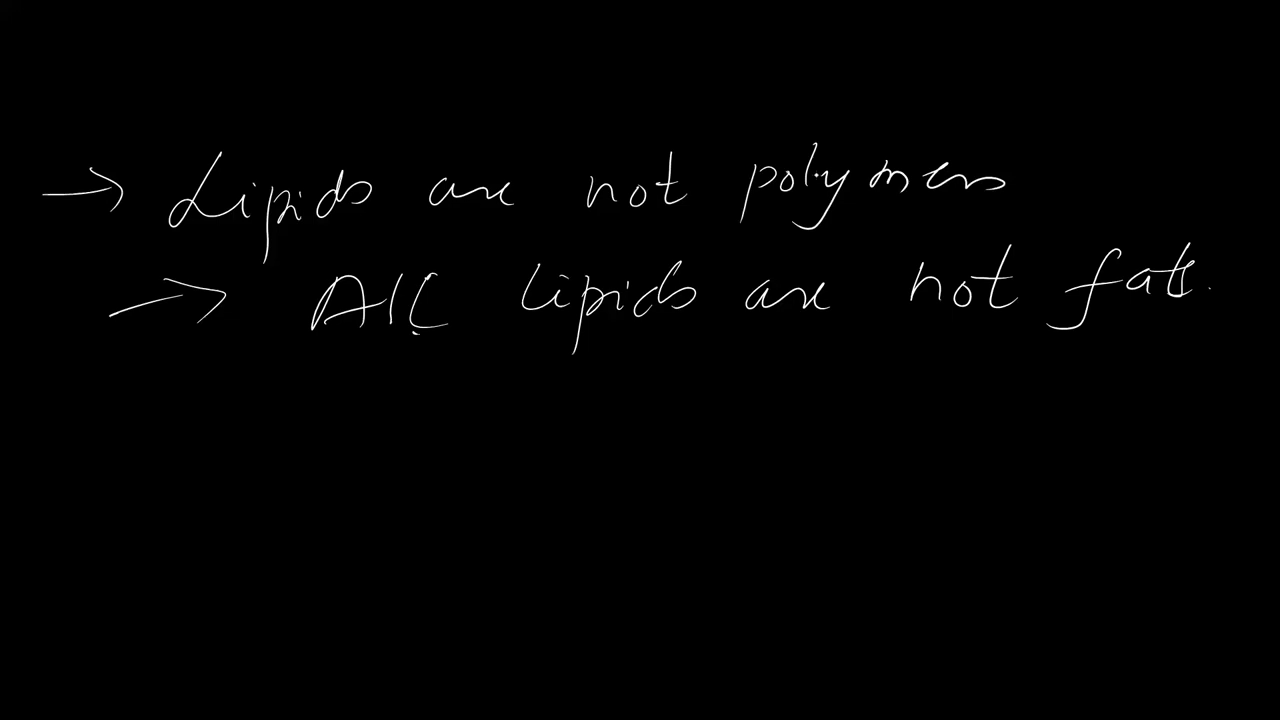 → Lipids are not polymers
→ All lipids are not fats.